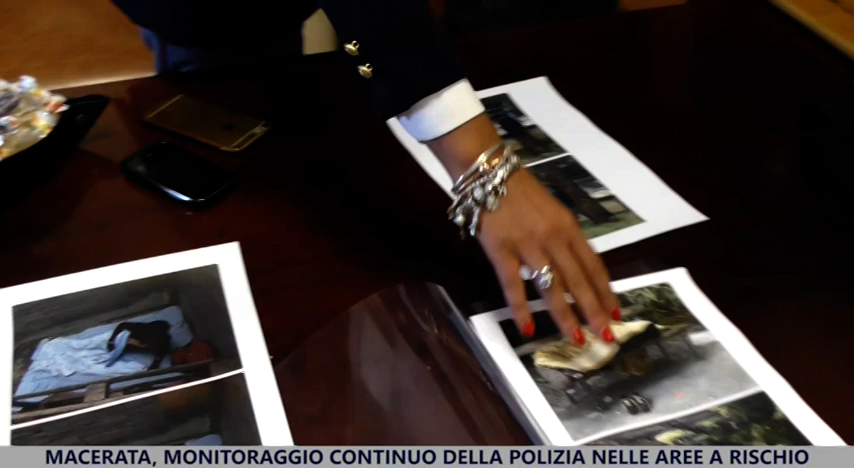 MACERATA, MONITORAGGIO CONTINUO DELLA POLIZIA NELLE AREE A RISCHIO